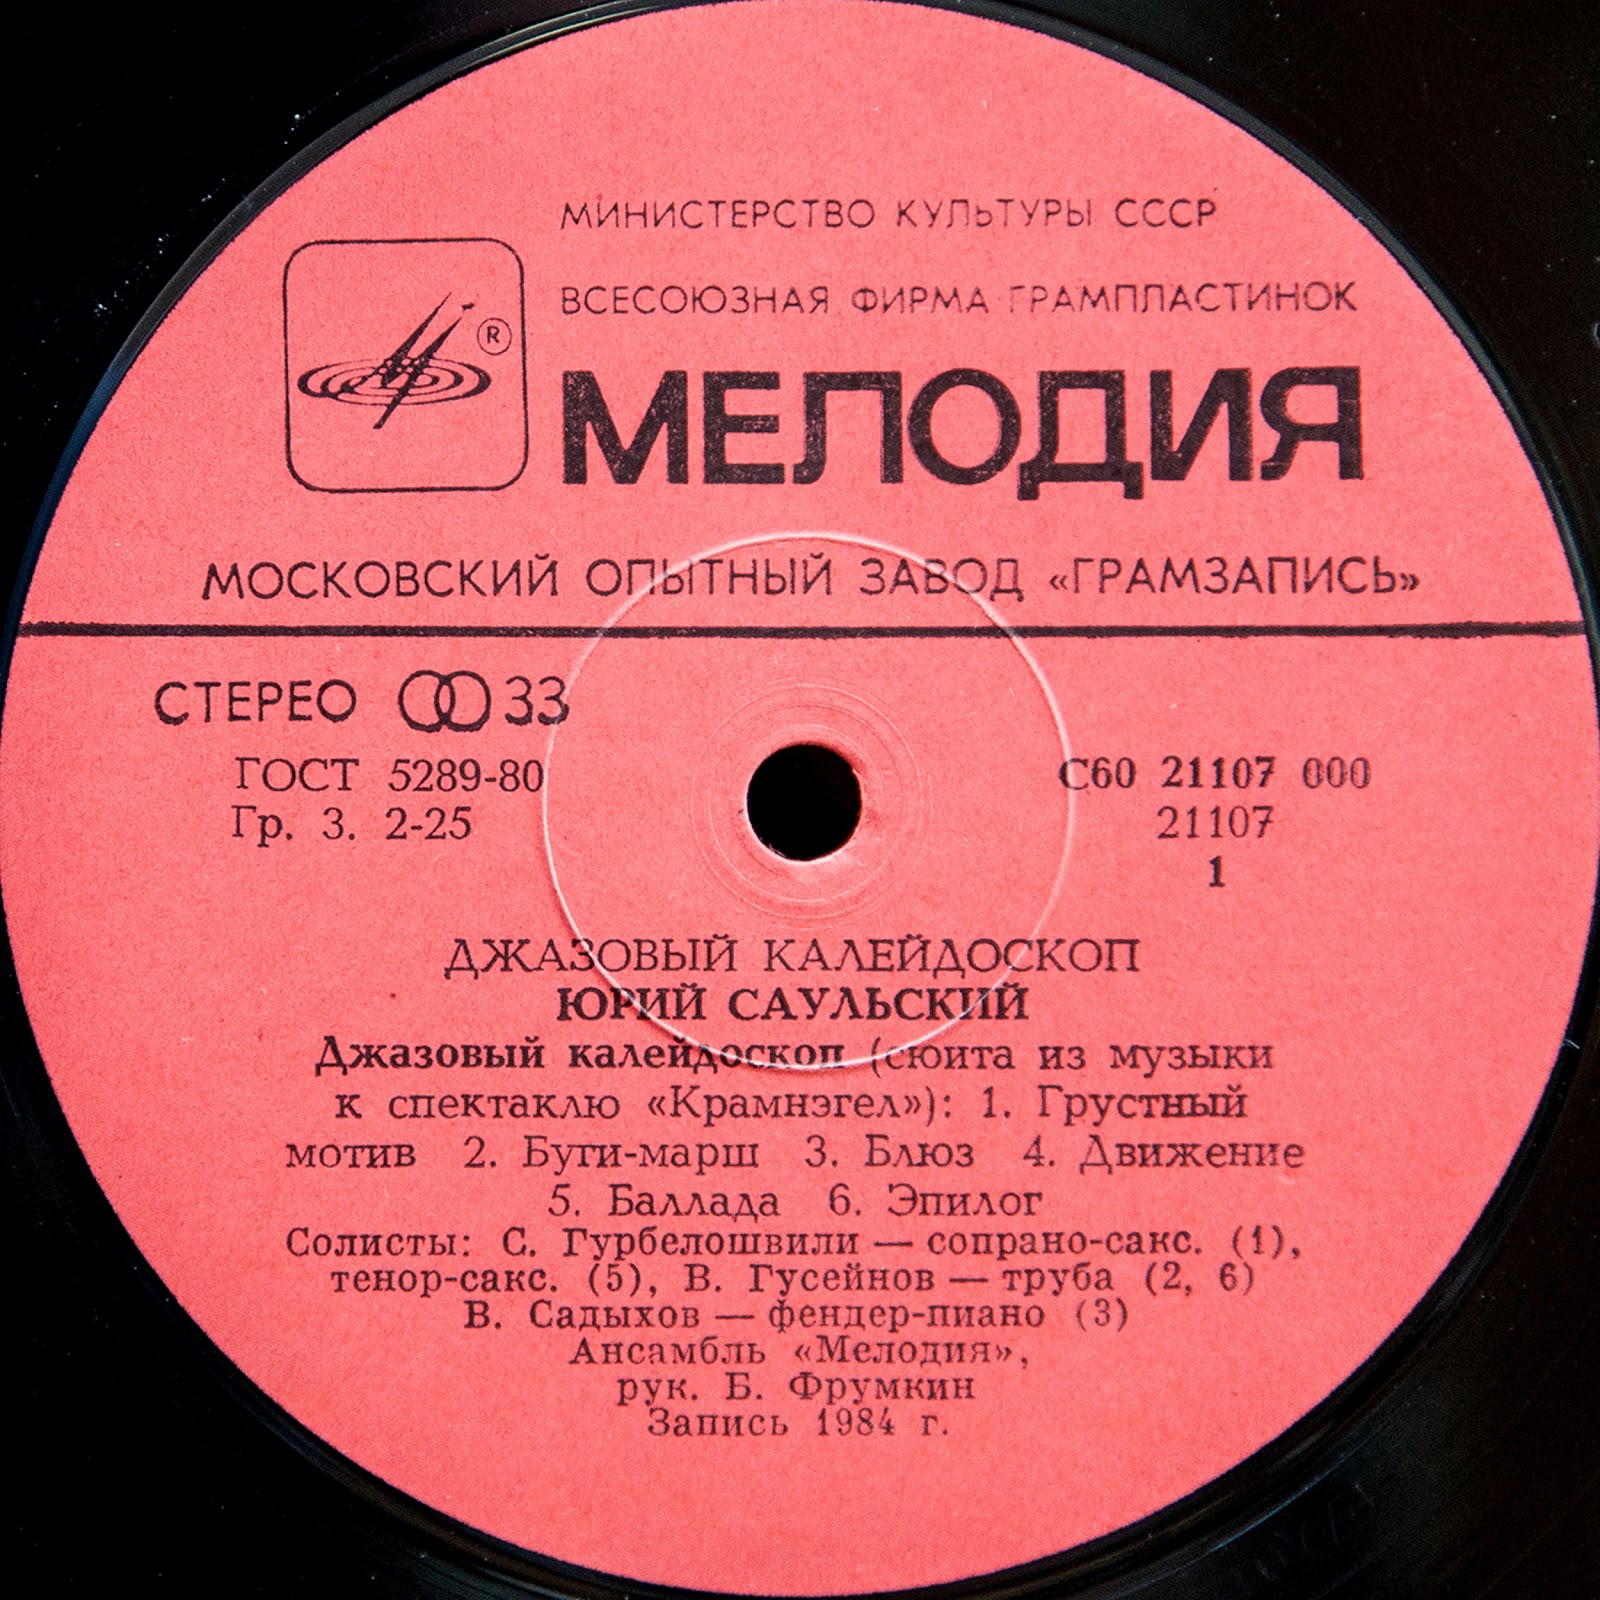 МИНИСТЕРСТВО КУЛЬТУРЫ СССР
ВСЕСОЮЗНАЯ ФИРМА ГРАМПЛАСТИНОК
®
МЕЛОДИЯ
МОСКОВСКИЙ ОПЫТНЫЙ ЗАВОД «ГРАМЗАПИСЬ»
СТЕРЕО 33
ГОСТ 5289-80
Гр. 3. 2-25
С60 21107 000
21107
1
ДЖАЗОВЫЙ КАЛЕЙДОСКОП
ЮРИЙ САУЛЬСКИЙ
Джазовый калейдоскоп (сюита из музыки
к спектаклю «Крамнэгел»): 1. Грустный
мотив 2. Буги-марш 3. Блюз 4. Движение
5. Баллада 6. Эпилог
Солисты: С. Гурбелошвили — сопрано-сакс. (1),
тенор-сакс. (5), В. Гусейнов — труба (2, 6)
В. Садыхов — фендер-пиано (3)
Ансамбль «Мелодия»,
рук. Б. Фрумкин
Запись 1984 г.